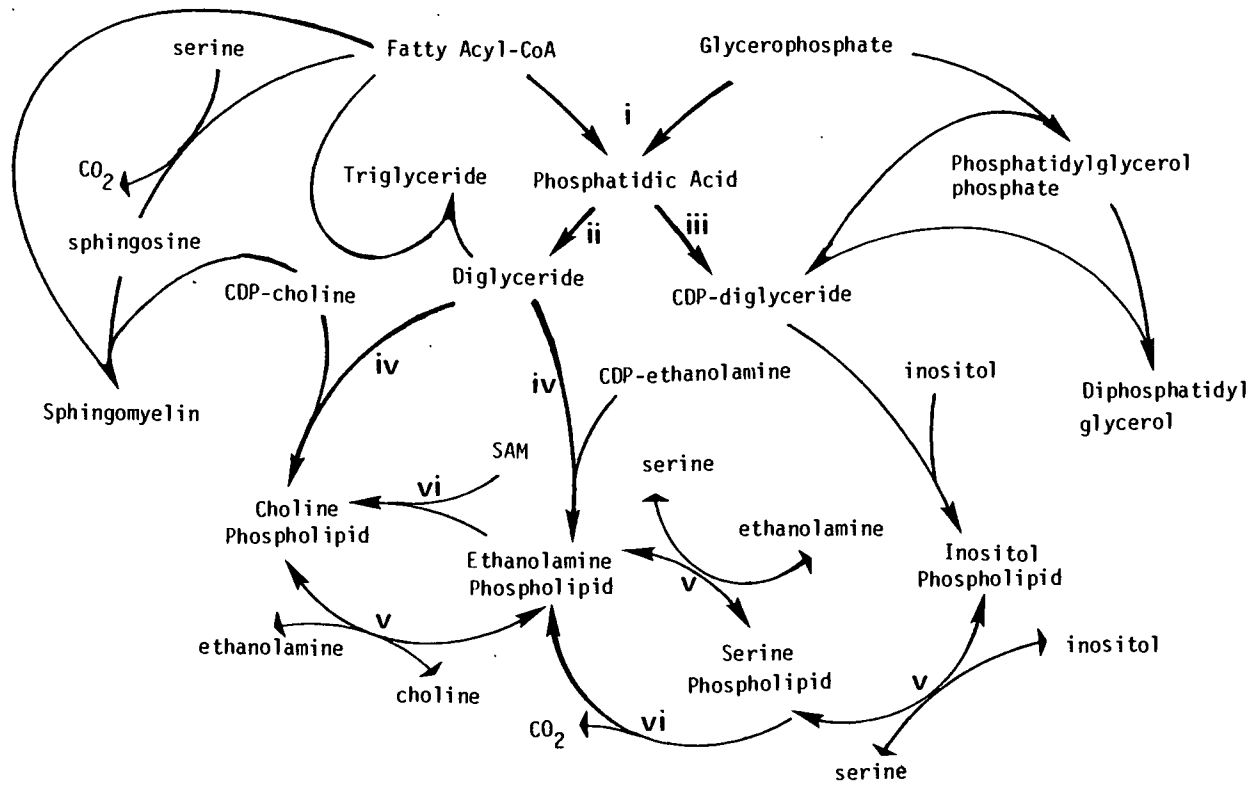 serine
Fatty Acyl-CoA
Glycerophosphate
i
CO2
Triglyceride
Phosphatidic Acid
Phosphatidylglycerol
phosphate
ii
iii
sphingosine
CDP-choline
Diglyceride
CDP-diglyceride
iv
iv
CDP-ethanolamine
inositol
Diphosphatidyl
glycerol
Sphingomyelin
SAM
serine
vi
Choline
Phospholipid
ethanolamine
Ethanolamine
Phospholipid
v
Inositol
Phospholipid
v
ethanolamine
choline
Serine
Phospholipid
v
inositol
CO2
vi
serine